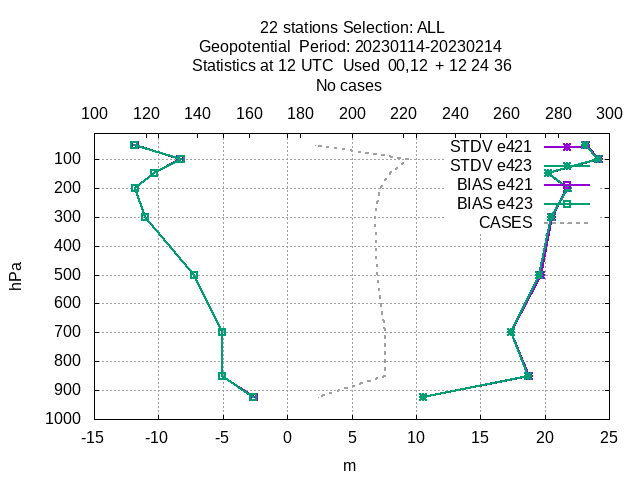 22 stations Selection: ALL
Geopotential  Period: 20230114-20230214
Statistics at 12 UTC  Used  00,12  + 12 24 36
No cases
100 120 140 160 180 200 220 240 260 280 300
STDV e421
STDV e423
BIAS e421
BIAS e423
CASES
hPa
100
200
300
400
500
600
700
800
900
1000
-15 -10 -5 0 5 10 15 20 25
m